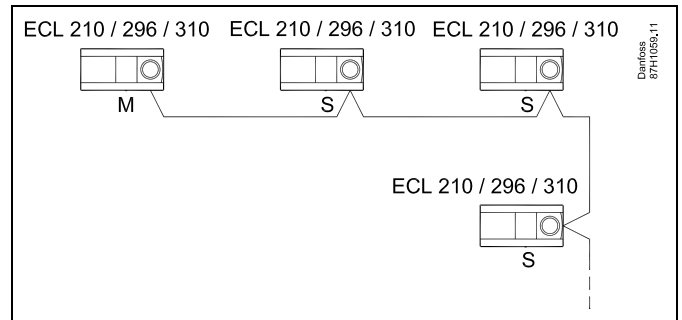 ECL 210 / 296 / 310 ECL 210 / 296 / 310 ECL 210 / 296 / 310
Danfoss
87H1059.11
M S S
ECL 210 / 296 / 310
S